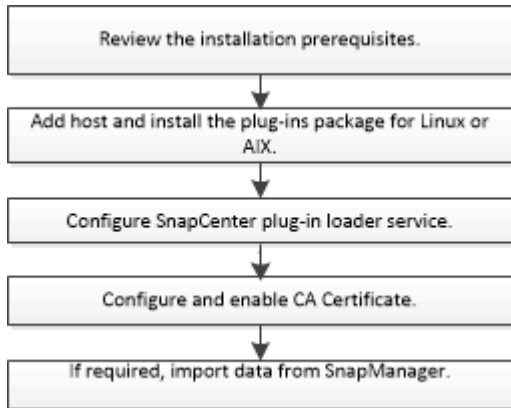 Review the installation prerequisites.
Add host and install the plug-ins package for Linux or
AIX.
Configure SnapCenter plug-in loader service.
Configure and enable CA Certificate.
If required, import data from SnapManager.